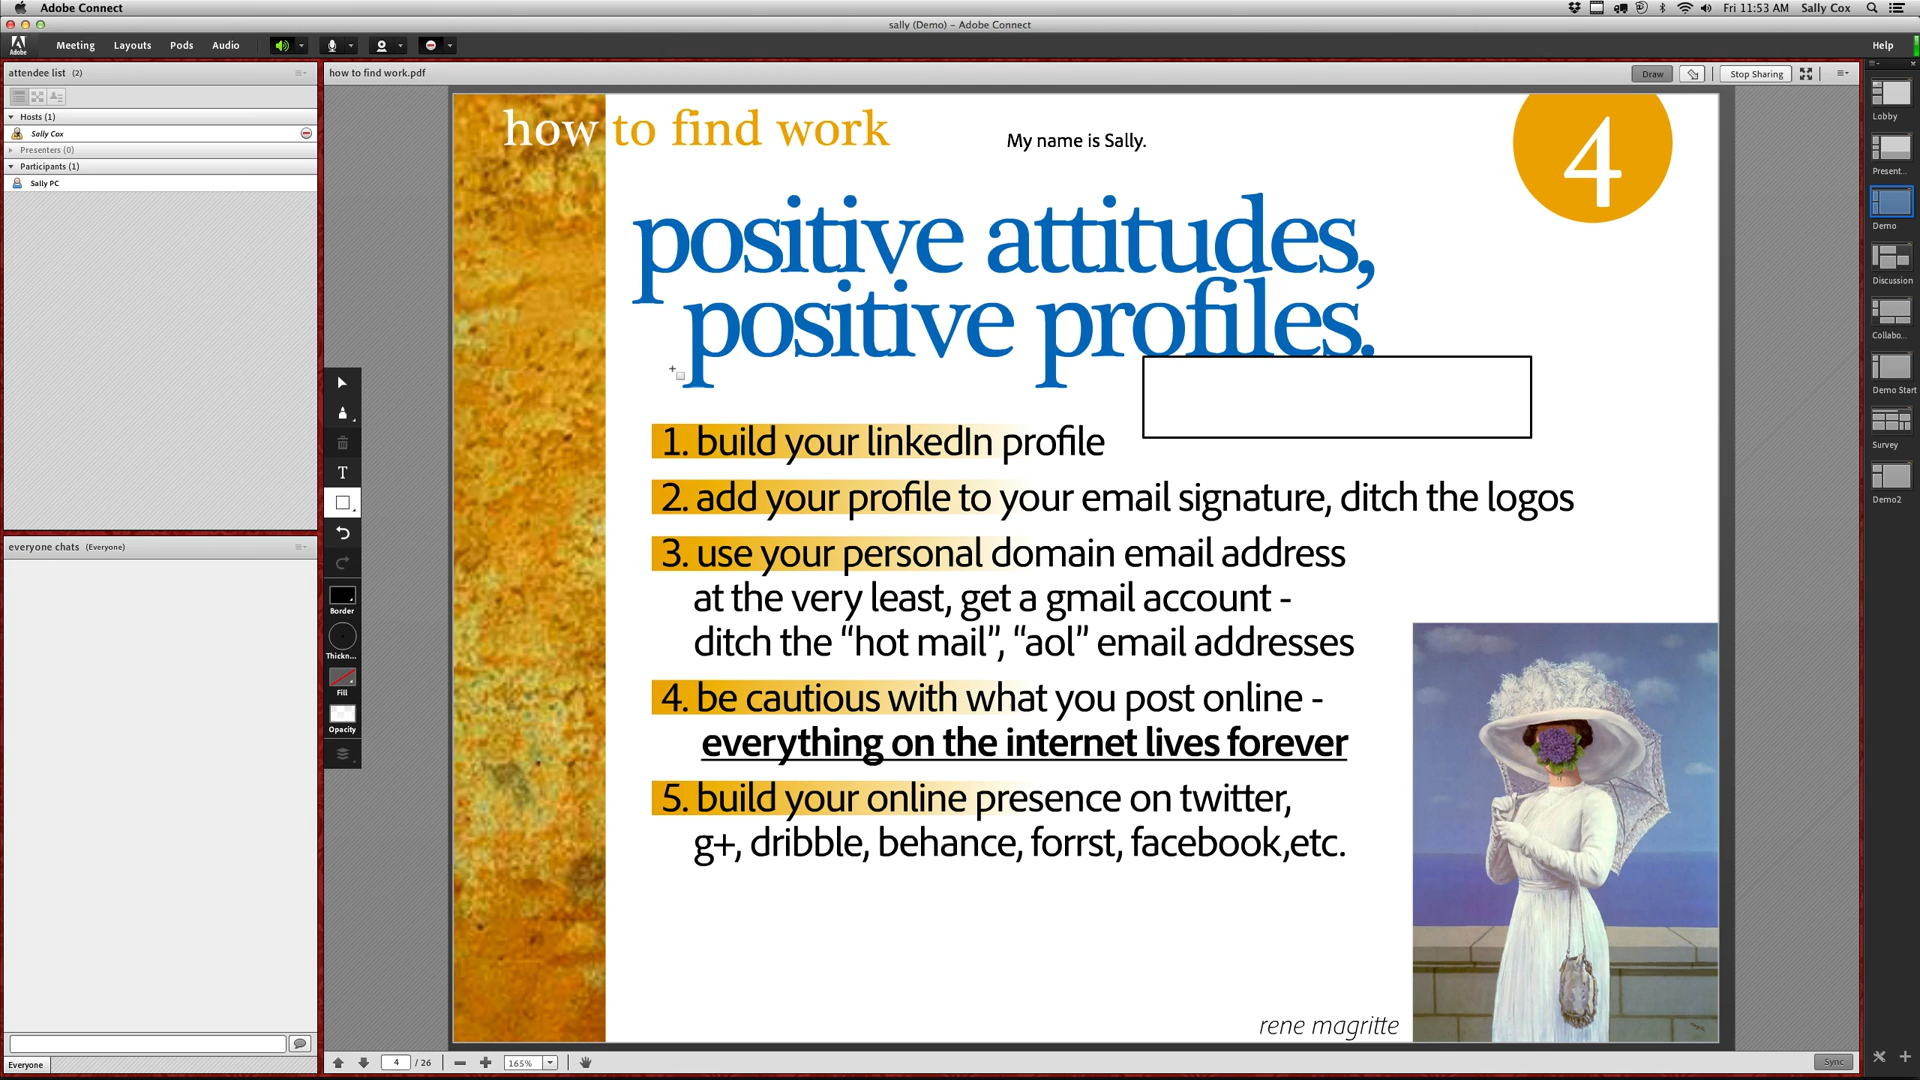 Adobe Connect
Fri 11:53 AM Sally Cox
sally (Demo) – Adobe Connect
Adobe Meeting Layouts Pods Audio Help
attendee list (2)
Hosts (1)
Sally Cox
Presenters (0)
Participants (1)
Sally PC
everyone chats (Everyone)
Everyone
how to find work.pdf
Draw Stop Sharing
how to find work
My name is Sally.
4
positive attitudes,
positive profiles.
1. build your linkedIn profile
2. add your profile to your email signature, ditch the logos
3. use your personal domain email address
at the very least, get a gmail account -
ditch the “hot mail”, “aol” email addresses
4. be cautious with what you post online -
everything on the internet lives forever
5. build your online presence on twitter,
g+, dribble, behance, forrst, facebook,etc.
rene magritte
T
Border
Thickn...
Fill
Opacity
4 / 26 165%
Sync
Lobby
Present...
Demo
Discussion
Collabo...
Demo Start
Survey
Demo2